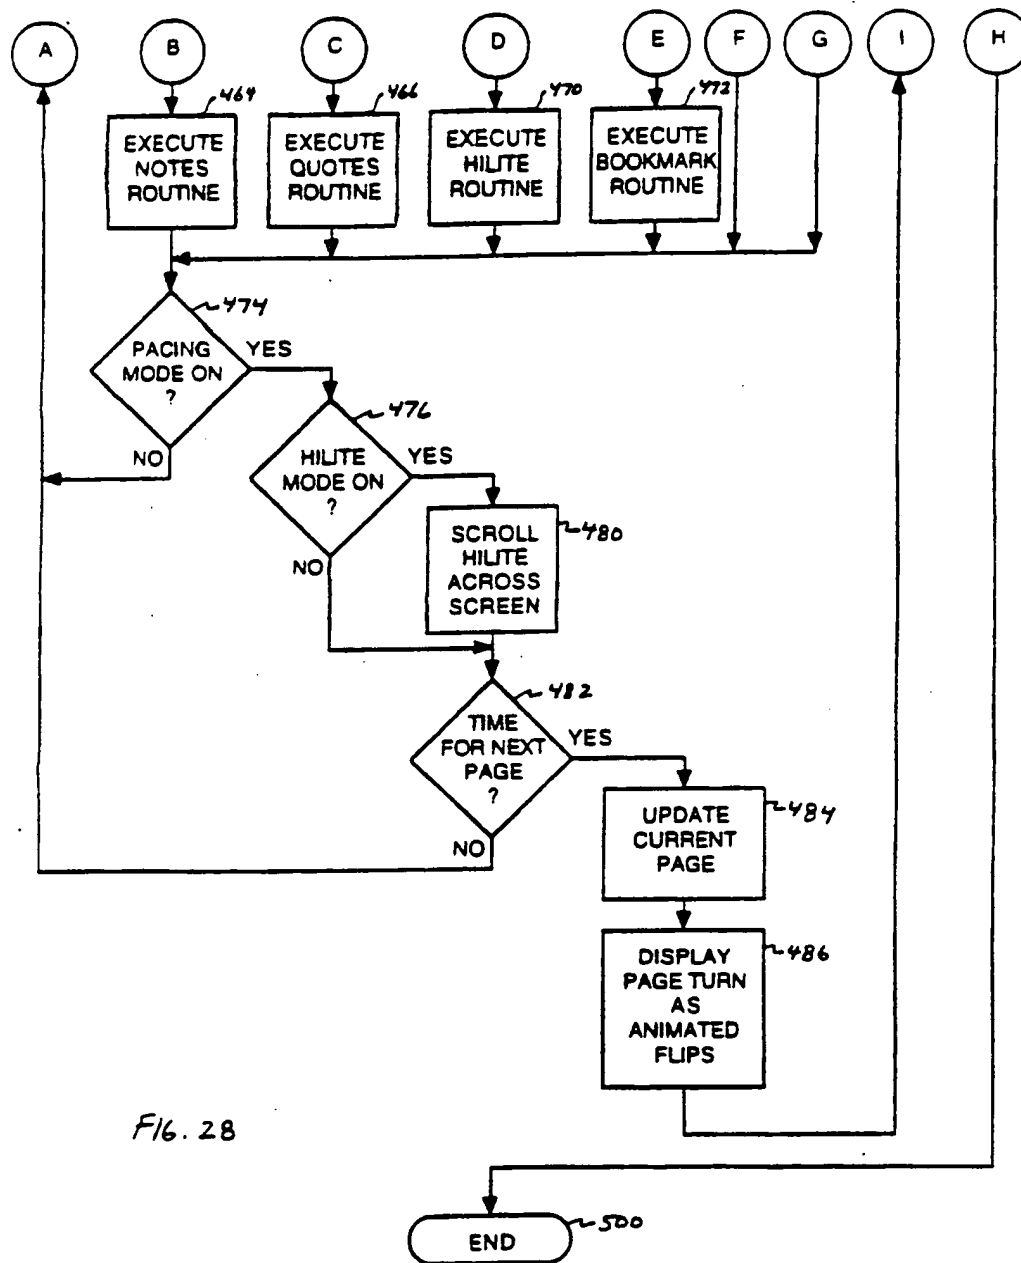 A B C D E F G I H
464 466 470 472
EXECUTE
NOTES
ROUTINE
EXECUTE
QUOTES
ROUTINE
EXECUTE
HILITE
ROUTINE
EXECUTE
BOOKMARK
ROUTINE
474
PACING
MODE ON
?
YES
NO
476
HILITE
MODE ON
?
YES
NO
480
SCROLL
HILITE
ACROSS
SCREEN
482
TIME
FOR NEXT
PAGE
?
YES
NO
484
UPDATE
CURRENT
PAGE
486
DISPLAY
PAGE TURN
AS
ANIMATED
FLIPS
FIG. 28
500
END